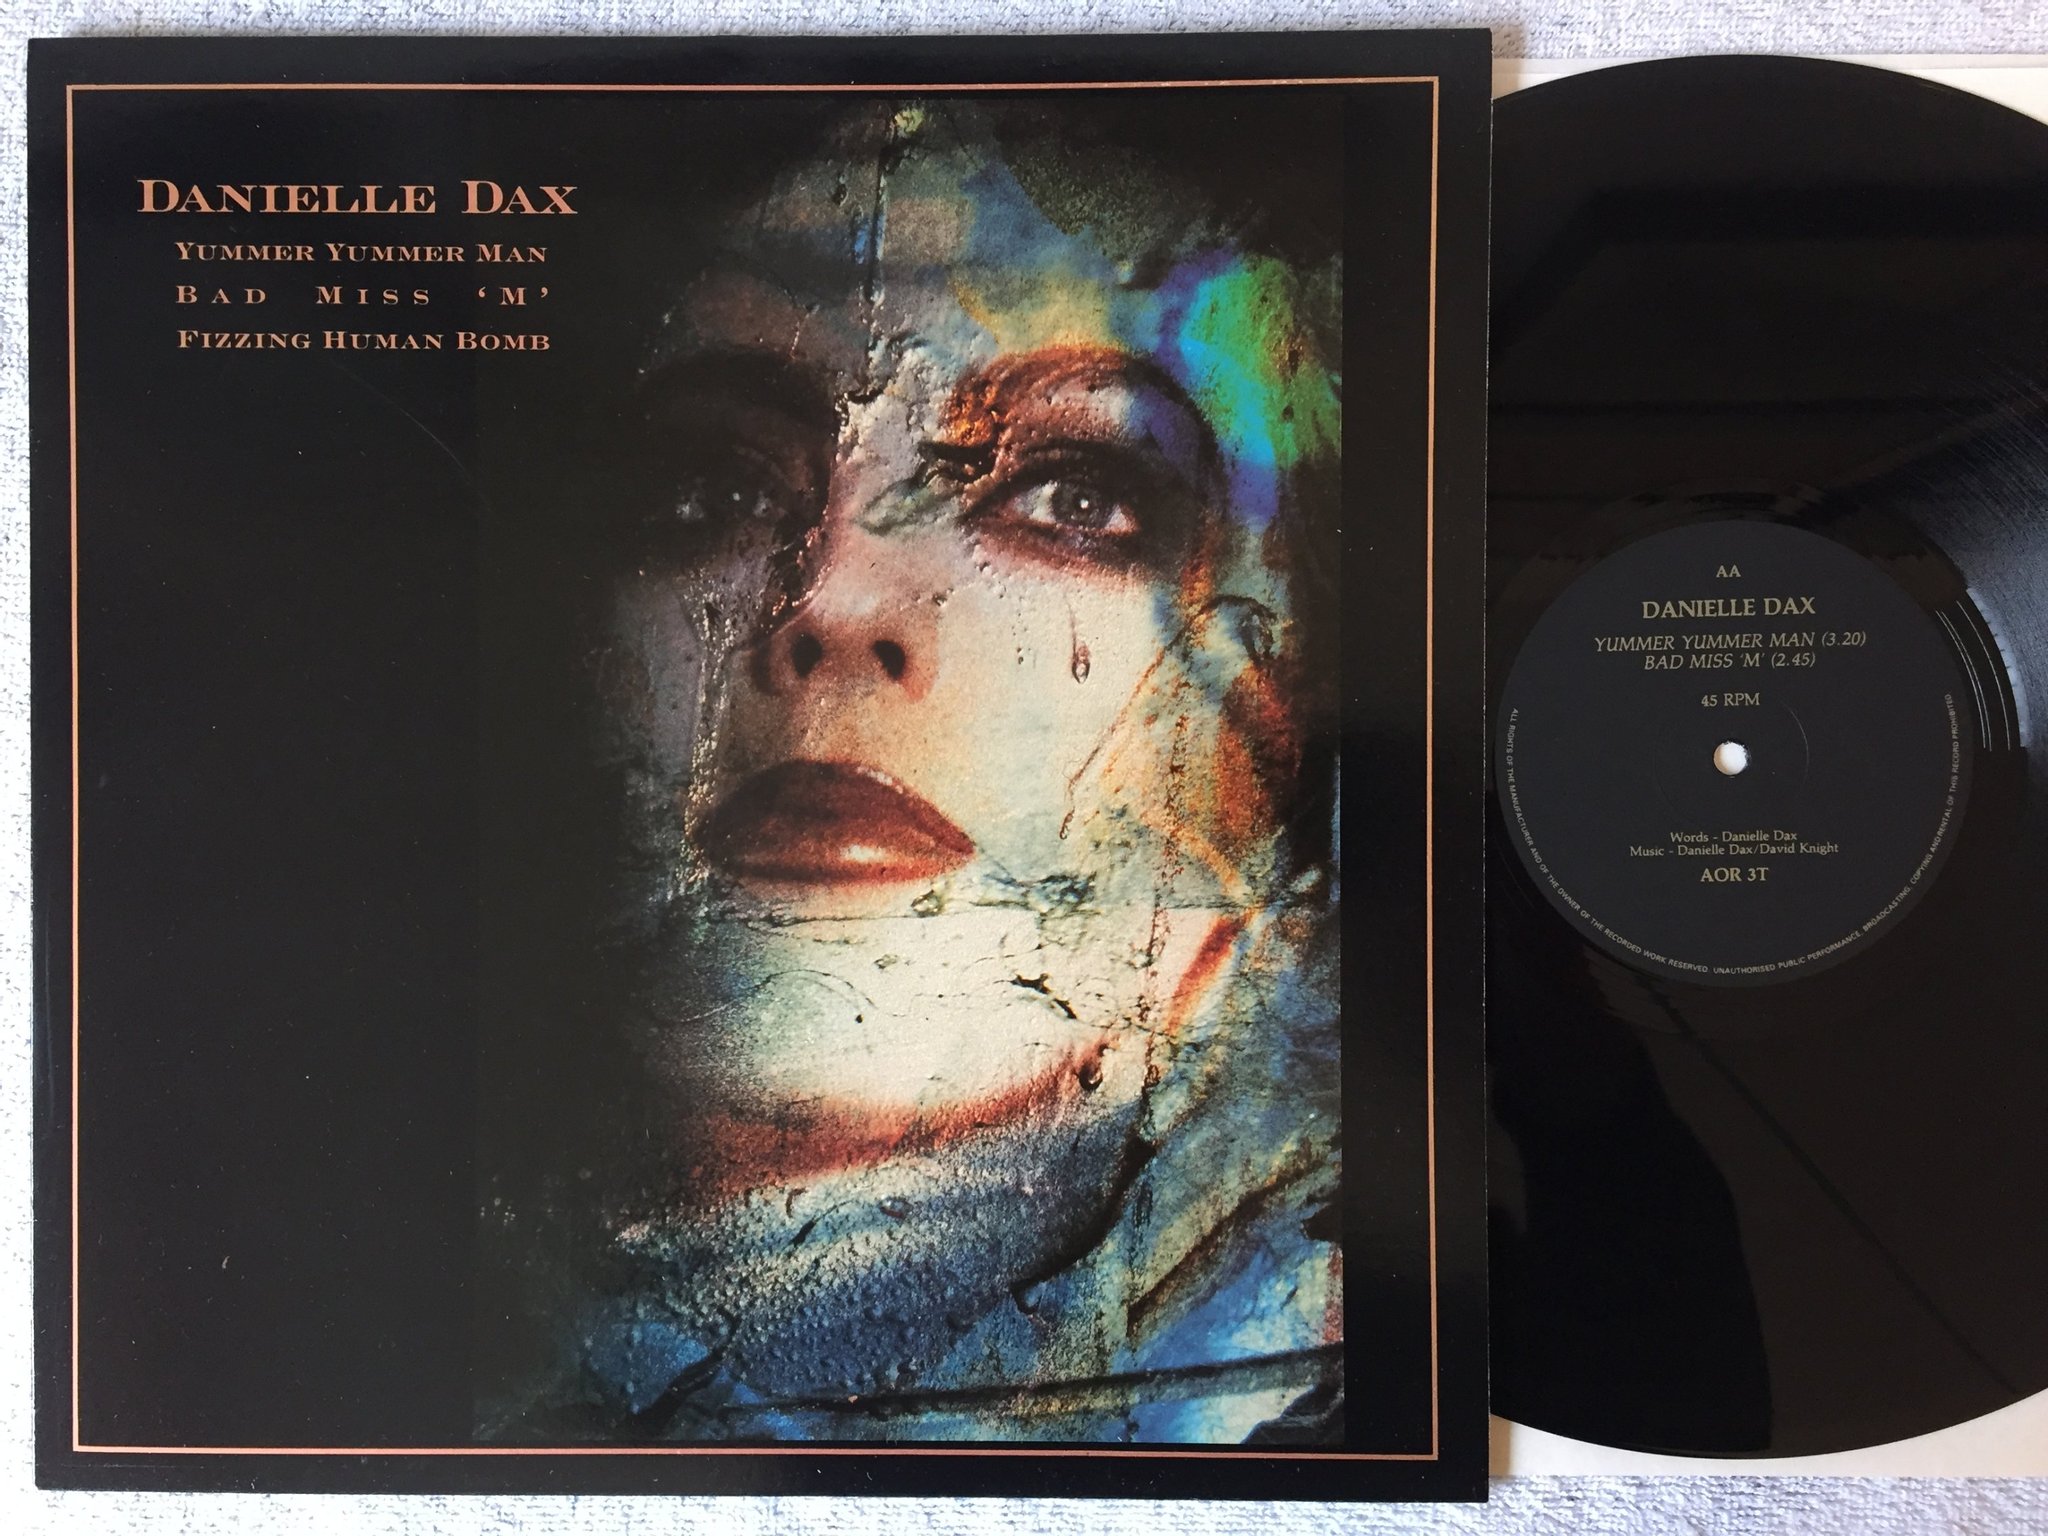 DANIELLE DAX
YUMMER YUMMER MAN
BAD MISS ‘M’
FIZZING HUMAN BOMB
AA
DANIELLE DAX
YUMMER YUMMER MAN (3.20)
BAD MISS ‘M’ (2.45)
45 RPM
Words - Danielle Dax
Music - Danielle Dax/David Knight
AOR 3T
ALL RIGHTS OF THE MANUFACTURER AND OF THE OWNER OF THE RECORDED WORK RESERVED. UNAUTHORISED PUBLIC PERFORMANCE. BROADCASTING. COPYING AND RENTAL OF THIS RECORD PROHIBITED